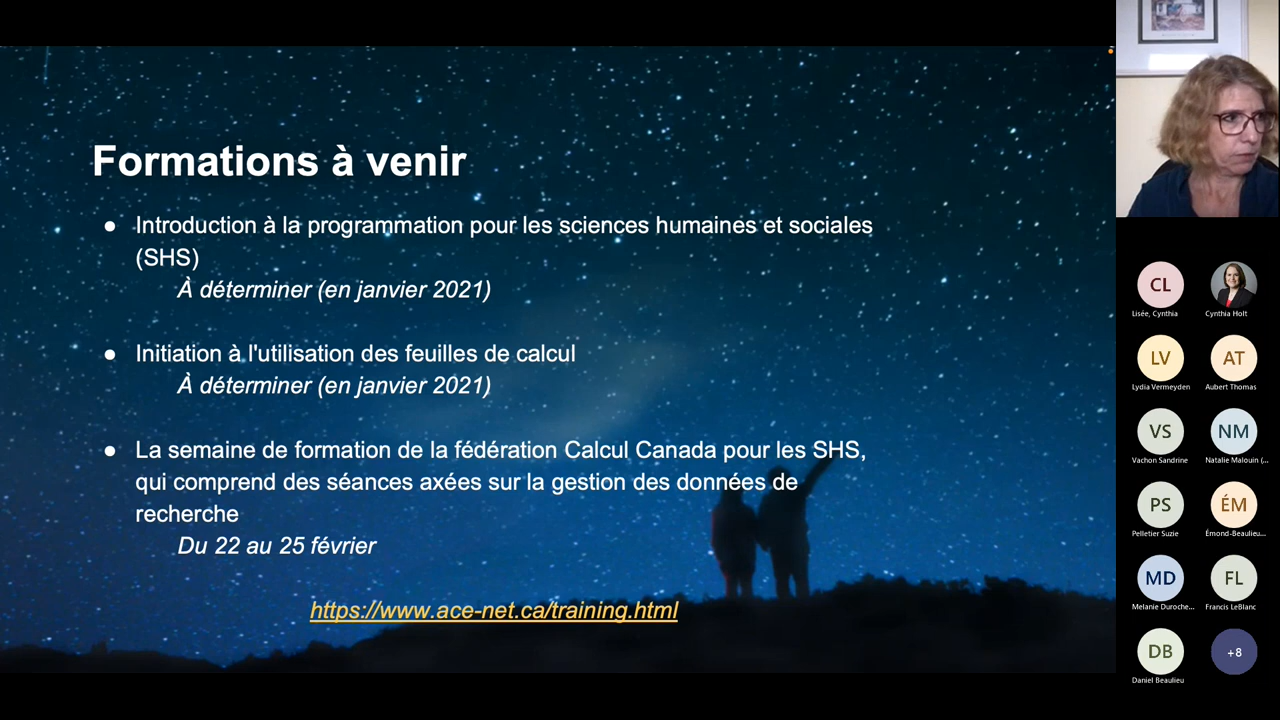 Formations à venir
● Introduction à la programmation pour les sciences humaines et sociales
(SHS)
À déterminer (en janvier 2021)
● Initiation à l'utilisation des feuilles de calcul
À déterminer (en janvier 2021)
● La semaine de formation de la fédération Calcul Canada pour les SHS,
qui comprend des séances axées sur la gestion des données de
recherche
Du 22 au 25 février
https://www.ace-net.ca/training.html
CL
Lisée, Cynthia
Cynthia Holt
LV
AT
Lydia Vermeyden
Aubert Thomas
VS
NM
Vachon Sandrine
Natalie Malouin (...
PS
ÉM
Pelletier Suzie
Émond-Beaulieu...
MD
FL
Melanie Duroche...
Francis LeBlanc
DB
+8
Daniel Beaulieu